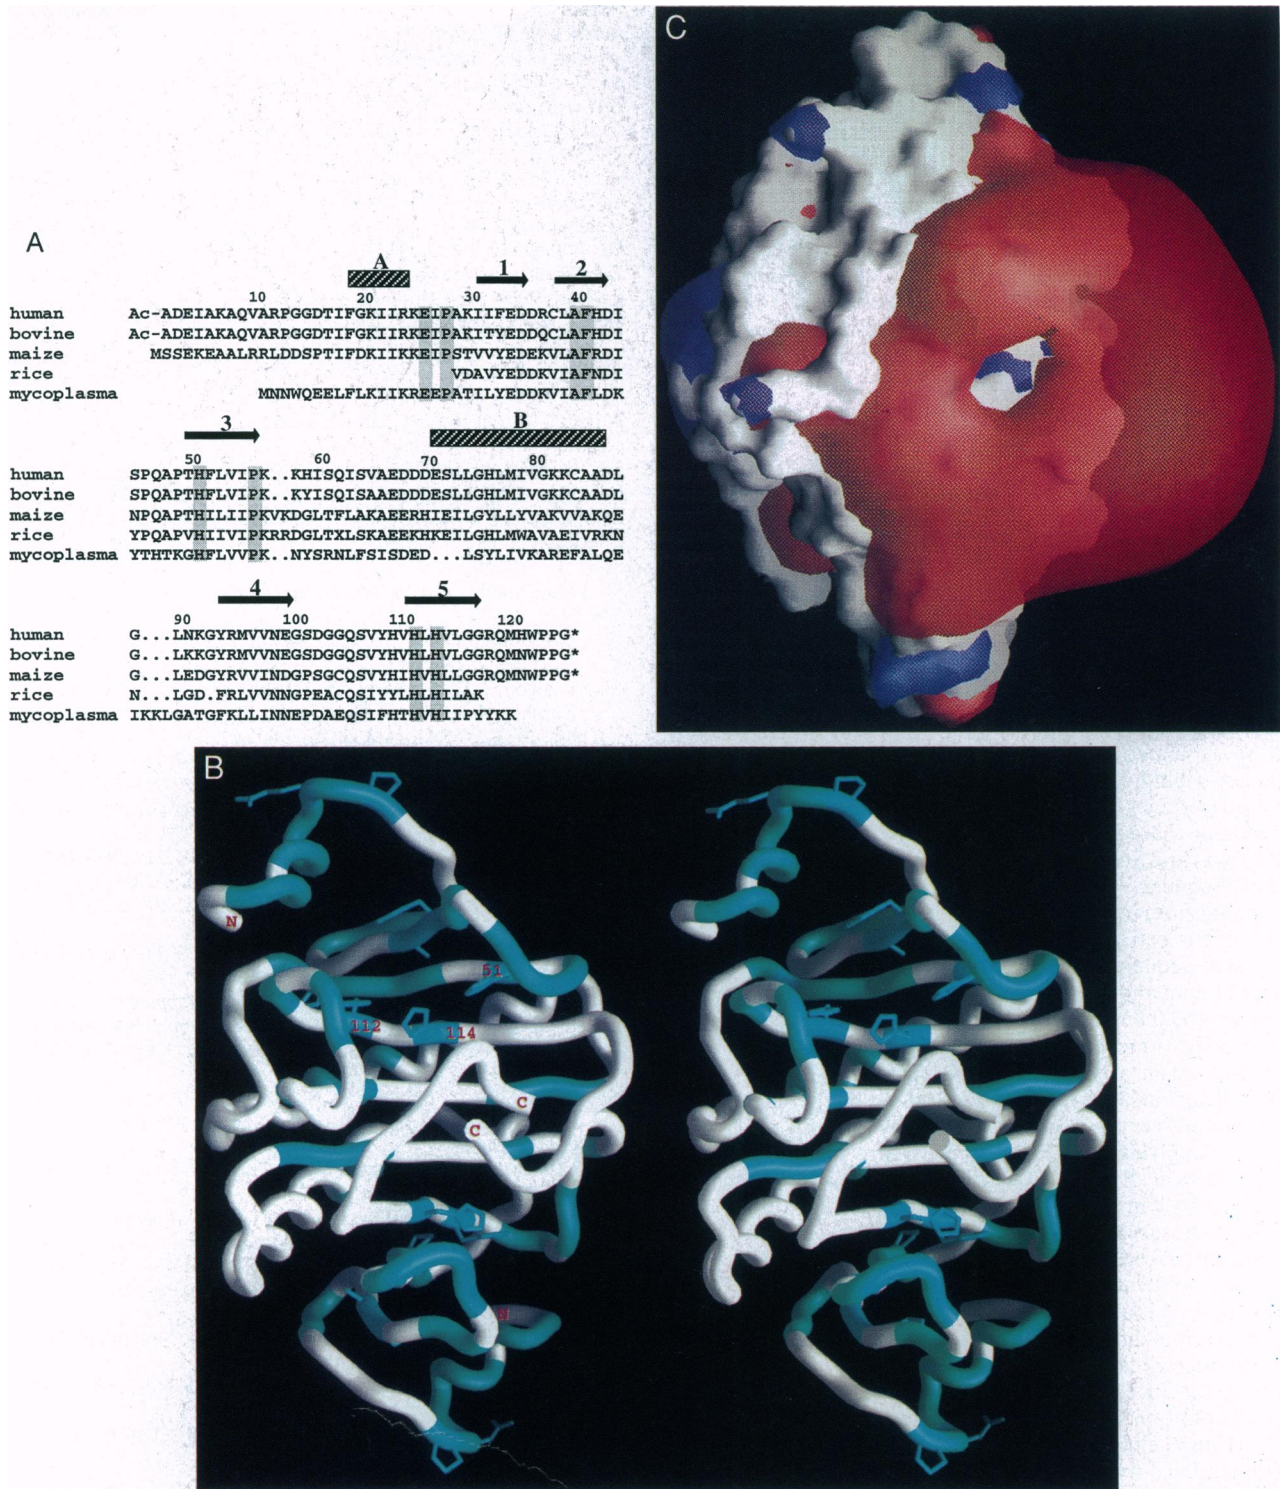 C
A
A 1 2
10 20 30 40
human Ac-ADEIAKAQVARPGGDTIFGKIIRKEIPAKIIFEDDRCLAFHDI
bovine Ac-ADEIAKAQVARPGGDTIFGKIIRKEIPAKITYEDDQCLAFHDI
maize MSSEKEAALRRLDDSPTIFDKIIKKEIPSTVVYEDEKVLAFRDI
rice VDAVYEDDKVIAFNDI
mycoplasma MNNWQEELFLKIIKREEPATILYEDDKVIAFLDK
3 B
50 60 70 80
human SPQAPTHFLVIPK..KHISQISVAEDDDESLLGHLMIVGKKCAADL
bovine SPQAPTHFLVIPK..KYISQISAAEDDDESLLGHLMIVGKKCAADL
maize NPQAPTHILIIPKVKDGLTFLAKAEERHIEILGYLLYVAKVVAKQE
rice YPQAPVHIIVIPKRRDGLTXLSKAEEKHKEILGHLMWAVAEIVRKN
mycoplasma YTHTKGHFLVVPK..NYSRNLFSISDED...LSYLIVKAREFALQE
4 5
90 100 110 120
human G...LNKGYRMVVNEGSDGGQSVYHVHLHVLGGRQMHWPPG*
bovine G...LKKGYRMVVNEGSDGGQSVYHVHLHVLGGRQMNWPPG*
maize G...LEDGYRVVINDGPSGCQSVYHIHVHLLGGRQMNWPPG*
rice N...LGD.FRLVVNNGPEACQSIYYLHLHILAK
mycoplasma IKKLGATGFKLLINNEPDAEQSIFHTHVHIIPYYKK
B
N
51
112
114
C
C
N